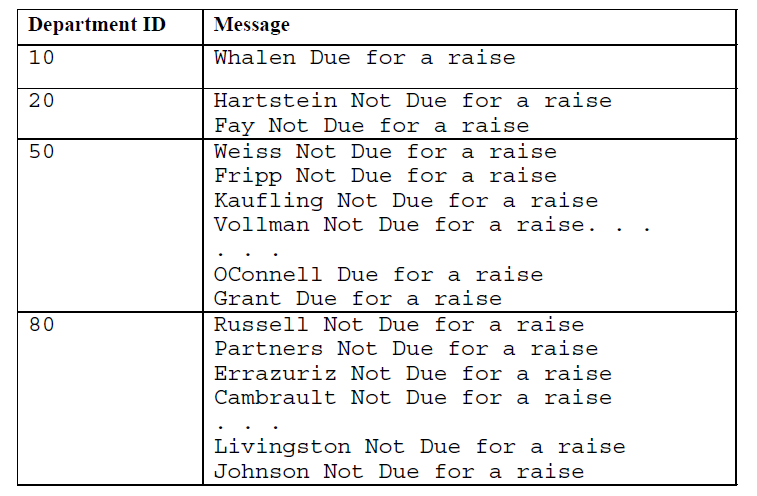 Department ID Message
10 Whalen Due for a raise
20 Hartstein Not Due for a raise
Fay Not Due for a raise
50 Weiss Not Due for a raise
Fripp Not Due for a raise
Kaufling Not Due for a raise
Vollman Not Due for a raise. . .
. . .
OConnell Due for a raise
Grant Due for a raise
80 Russell Not Due for a raise
Partners Not Due for a raise
Errazuriz Not Due for a raise
Cambrault Not Due for a raise
. . .
Livingston Not Due for a raise
Johnson Not Due for a raise